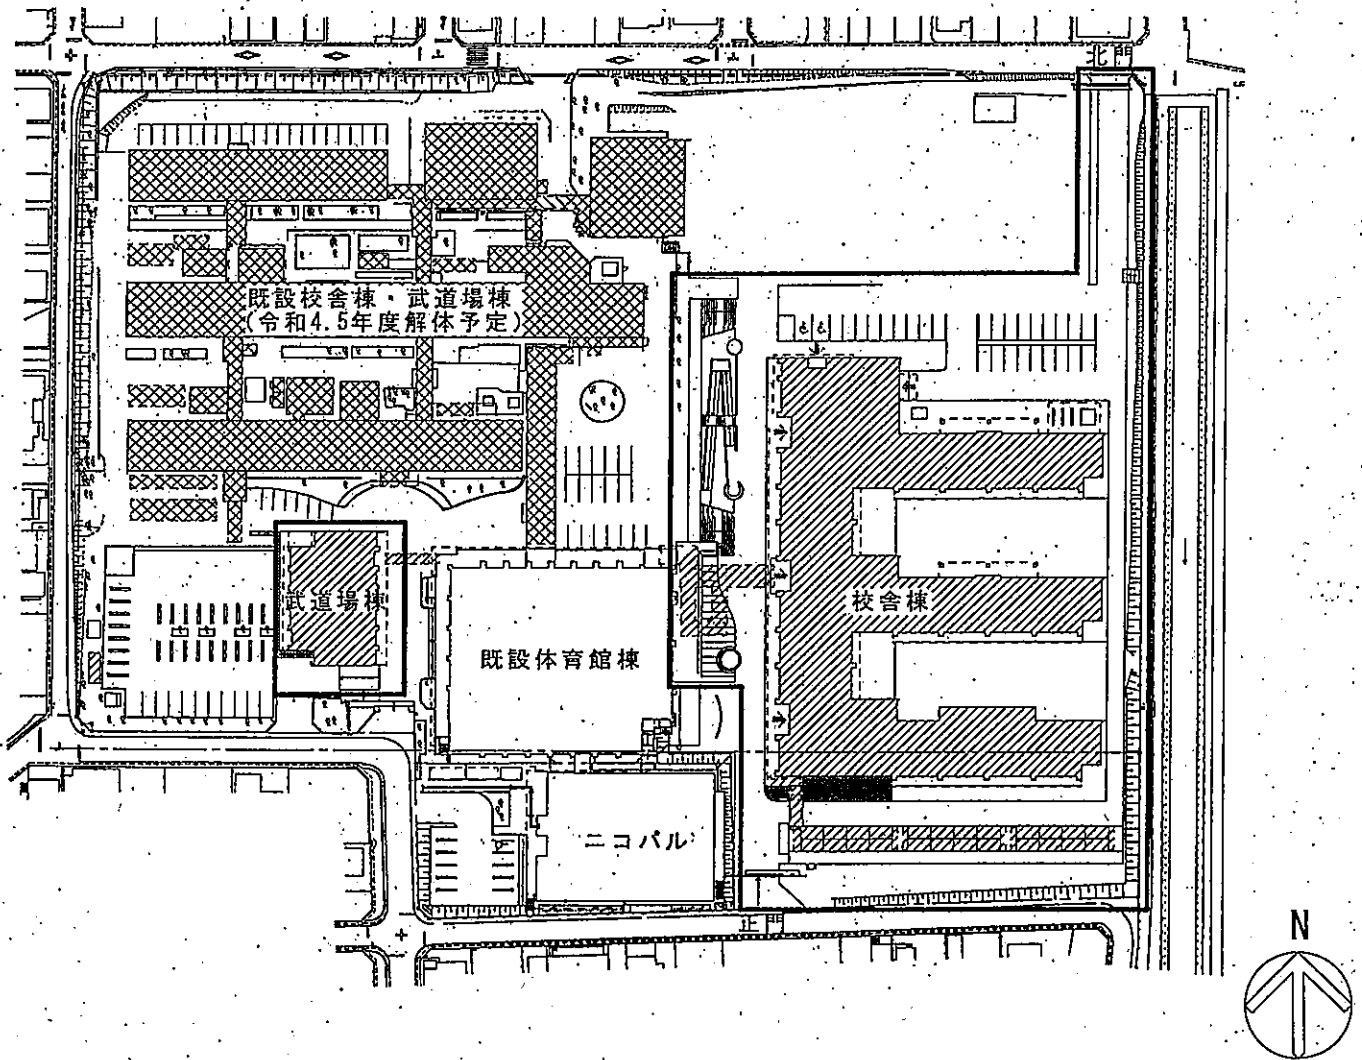 北門
既設校舎棟・武道場棟
(令和4.5年度解体予定)
武道場棟
校舎棟
既設体育館棟
ニコパル
正門
N